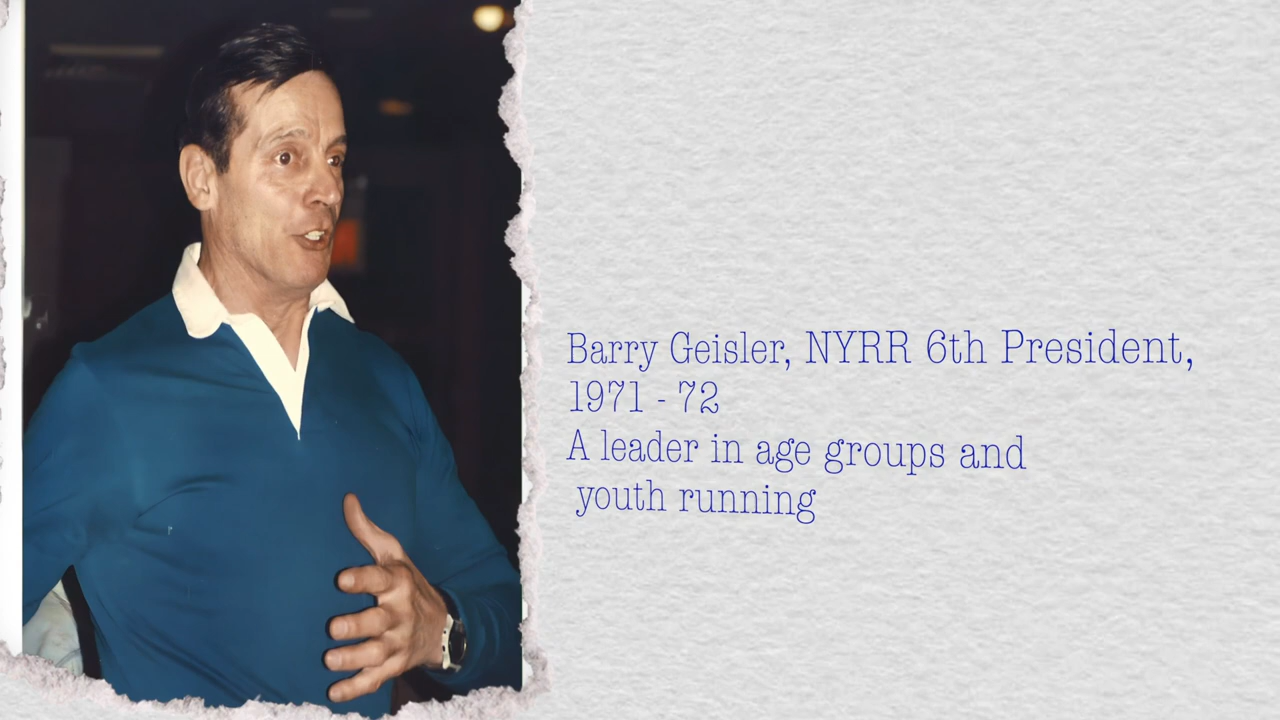 Barry Geisler, NYRR 6th President,
1971 - 72
A leader in age groups and
youth running